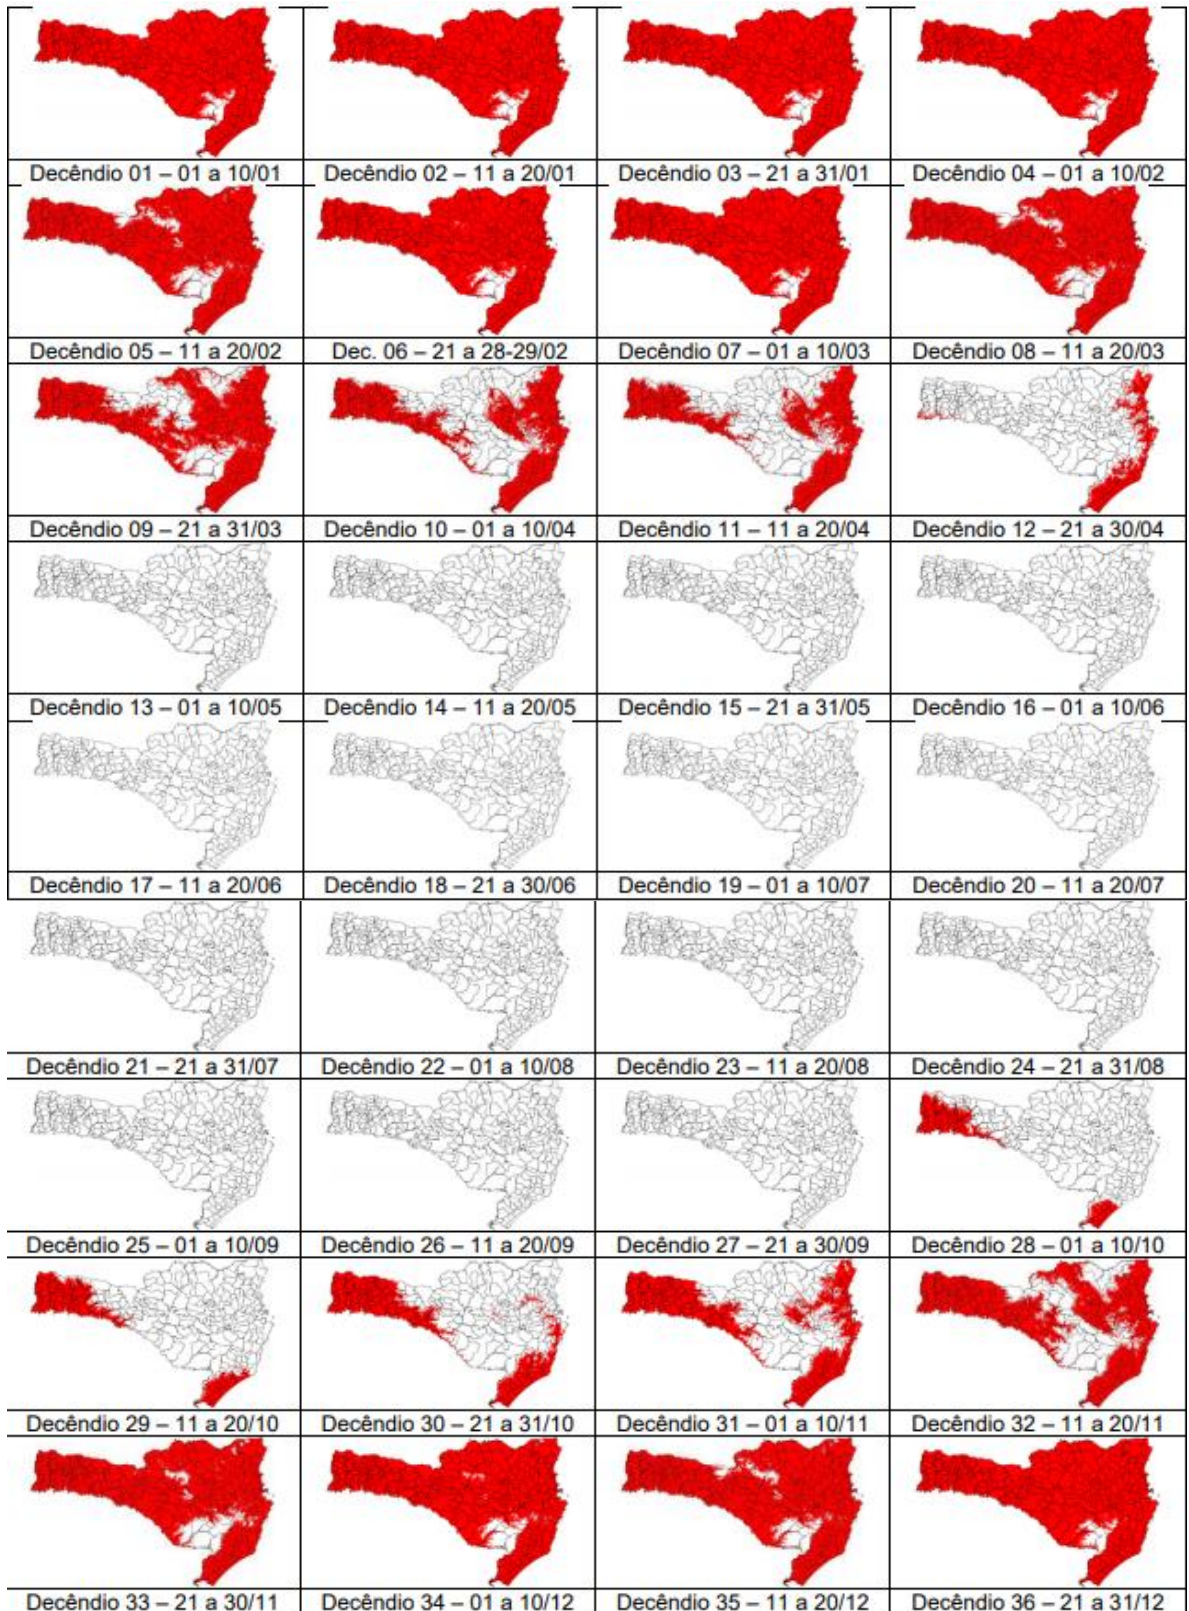 Decêndio 01 – 01 a 10/01
Decêndio 02 – 11 a 20/01
Decêndio 03 – 21 a 31/01
Decêndio 04 – 01 a 10/02
Decêndio 05 – 11 a 20/02
Dec. 06 – 21 a 28-29/02
Decêndio 07 – 01 a 10/03
Decêndio 08 – 11 a 20/03
Decêndio 09 – 21 a 31/03
Decêndio 10 – 01 a 10/04
Decêndio 11 – 11 a 20/04
Decêndio 12 – 21 a 30/04
Decêndio 13 – 01 a 10/05
Decêndio 14 – 11 a 20/05
Decêndio 15 – 21 a 31/05
Decêndio 16 – 01 a 10/06
Decêndio 17 – 11 a 20/06
Decêndio 18 – 21 a 30/06
Decêndio 19 – 01 a 10/07
Decêndio 20 – 11 a 20/07
Decêndio 21 – 21 a 31/07
Decêndio 22 – 01 a 10/08
Decêndio 23 – 11 a 20/08
Decêndio 24 – 21 a 31/08
Decêndio 25 – 01 a 10/09
Decêndio 26 – 11 a 20/09
Decêndio 27 – 21 a 30/09
Decêndio 28 – 01 a 10/10
Decêndio 29 – 11 a 20/10
Decêndio 30 – 21 a 31/10
Decêndio 31 – 01 a 10/11
Decêndio 32 – 11 a 20/11
Decêndio 33 – 21 a 30/11
Decêndio 34 – 01 a 10/12
Decêndio 35 – 11 a 20/12
Decêndio 36 – 21 a 31/12